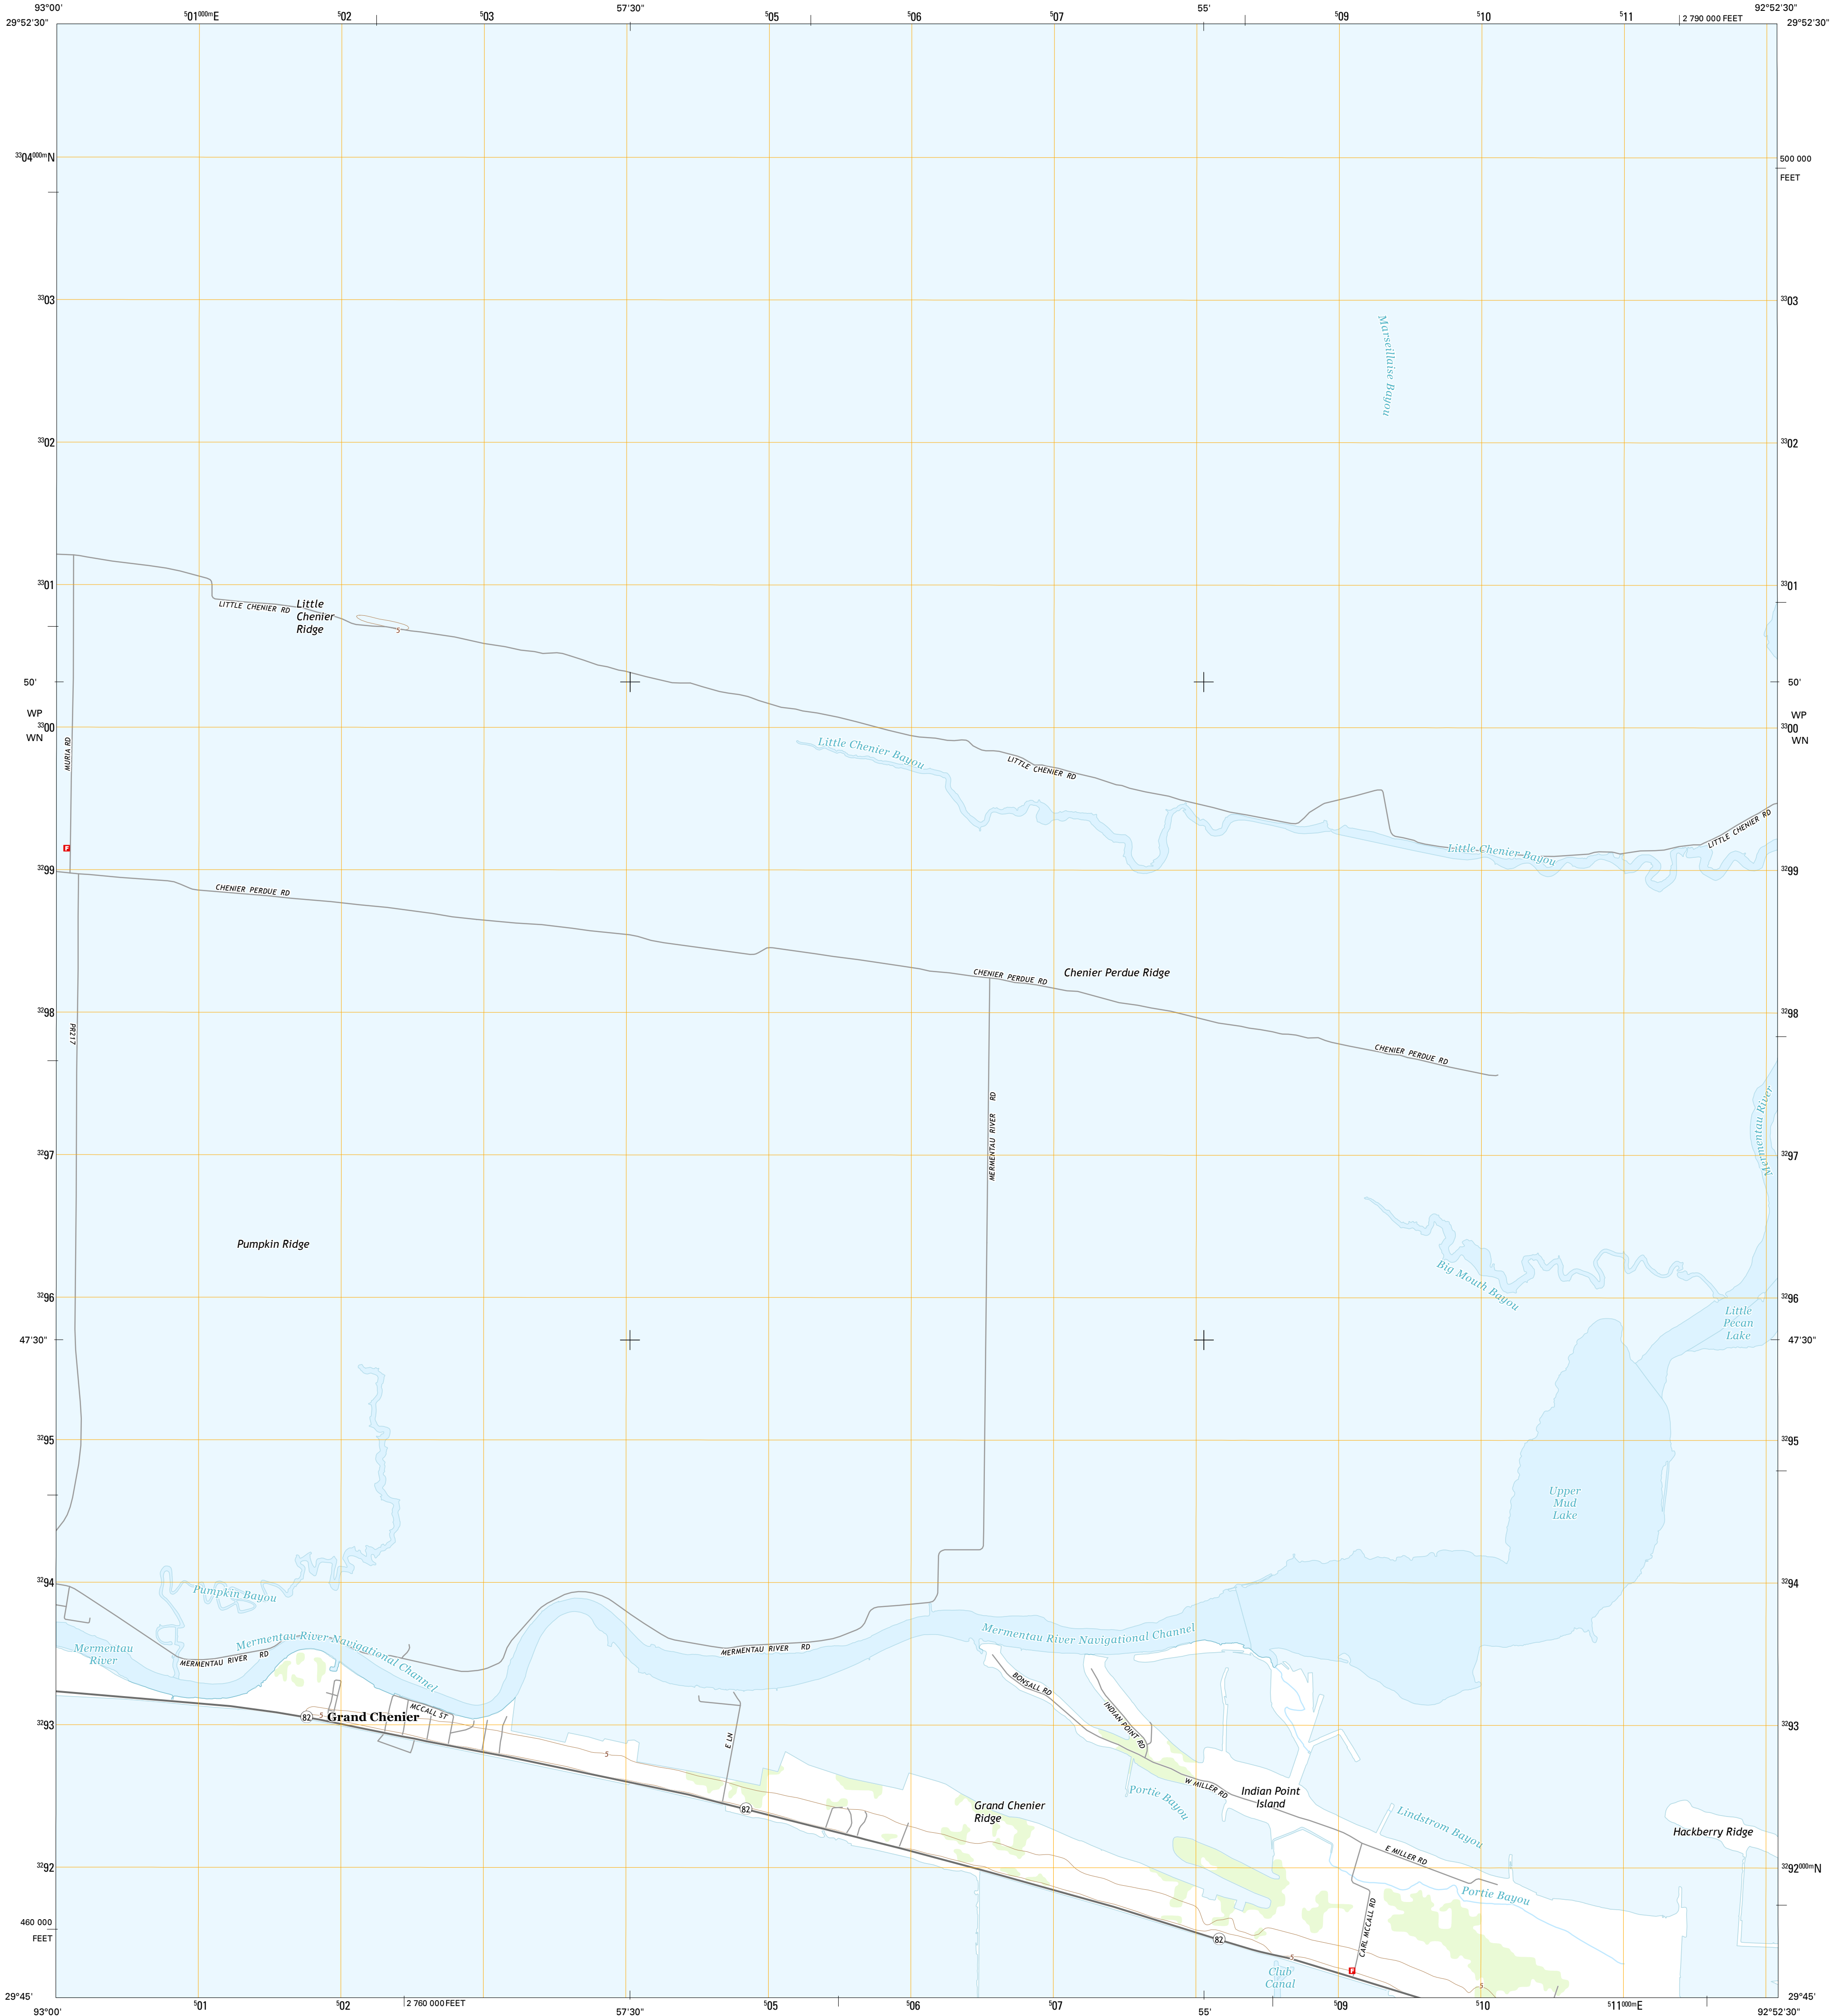 93°00' 501000mE 502 503 57'30" 505 506 507 55' 509 510 511 2 790 000 FEET 92°52'30"
29°52'30" 29°52'30"
3304000mN
500 000
FEET
3303 3303
Marseillaise Bayou
3302 3302
3301 3301
LITTLE CHENIER RD
Little
Chenier
Ridge
5
50' 50'
WP WP
3300 3300
WN WN
MURIA RD
Little Chenier Bayou
LITTLE CHENIER RD
LITTLE CHENIER RD
Little Chenier Bayou
F
3299 3299
CHENIER PERDUE RD
CHENIER PERDUE RD
Chenier Perdue Ridge
3298 3298
PR217
CHENIER PERDUE RD
MERMENTAU RIVER RD
Mermentau River
3297 3297
Pumpkin Ridge
Big Mouth Bayou
3296 3296
Little
Pecan
Lake
47'30" 47'30"
3295 3295
Upper
Mud
Lake
3294 3294
Pumpkin Bayou
Mermentau
River
MERMENTAU RIVER RD
Mermentau River Navigational Channel
MERMENTAU RIVER RD
Mermentau River Navigational Channel
BONSALL RD
INDIAN POINT RD
MCCALL ST
82
5
Grand Chenier
3293 3293
E LN
5
W MILLER RD
Portie Bayou
Indian Point
Island
82
Grand Chenier
Ridge
Lindstrom Bayou
Hackberry Ridge
E MILLER RD
3292 3292000mN
Portie Bayou
CARL MCCALL RD
460 000
FEET
82
5
F
Club
Canal
5
29°45' 29°45'
93°00' 501 502 2 760 000 FEET 57'30" 505 506 507 55' 509 510 511000mE 92°52'30"